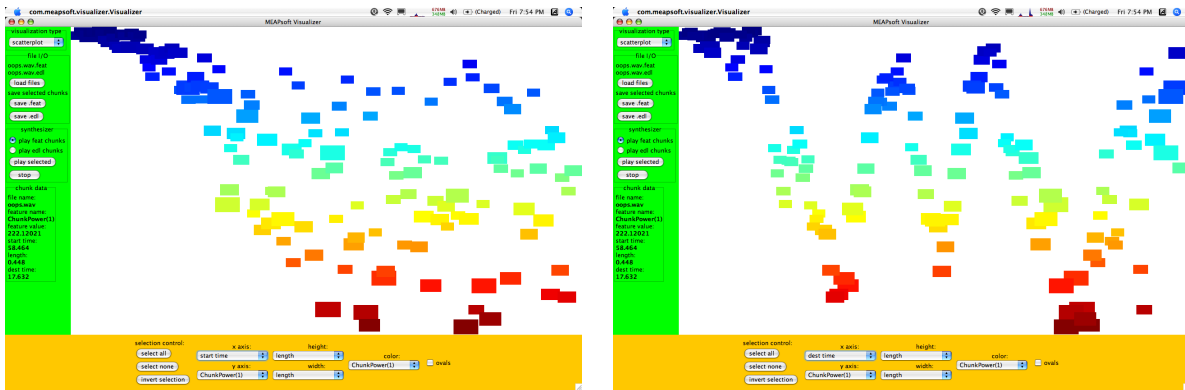 com.meapsoft.visualizer.Visualizer
(Charged) Fri 7:54 PM
MEAPsoft Visualizer
visualization type
scatterplot
file I/O
oops.wav.feat
oops.wav.edl
load files
save selected chunks
save .feat
save .edl
synthesizer
play feat chunks
play edl chunks
play selected
stop
chunk data
file name:
oops.wav
feature name:
ChunkPower(1):
feature value:
222.12021
start time:
58.464
length:
0.448
dest time:
17.632
selection control:
select all
select none
invert selection
x axis:
start time
y axis:
ChunkPower(1)
height:
length
width:
length
color:
ChunkPower(1)
ovals
com.meapsoft.visualizer.Visualizer
(Charged) Fri 7:54 PM
MEAPsoft Visualizer
visualization type
scatterplot
file I/O
oops.wav.feat
oops.wav.edl
load files
save selected chunks
save .feat
save .edl
synthesizer
play feat chunks
play edl chunks
play selected
stop
chunk data
file name:
oops.wav
feature name:
ChunkPower(1):
feature value:
222.12021
start time:
58.464
length:
0.448
dest time:
17.632
selection control:
select all
select none
invert selection
x axis:
dest time
y axis:
ChunkPower(1)
height:
length
width:
length
color:
ChunkPower(1)
ovals